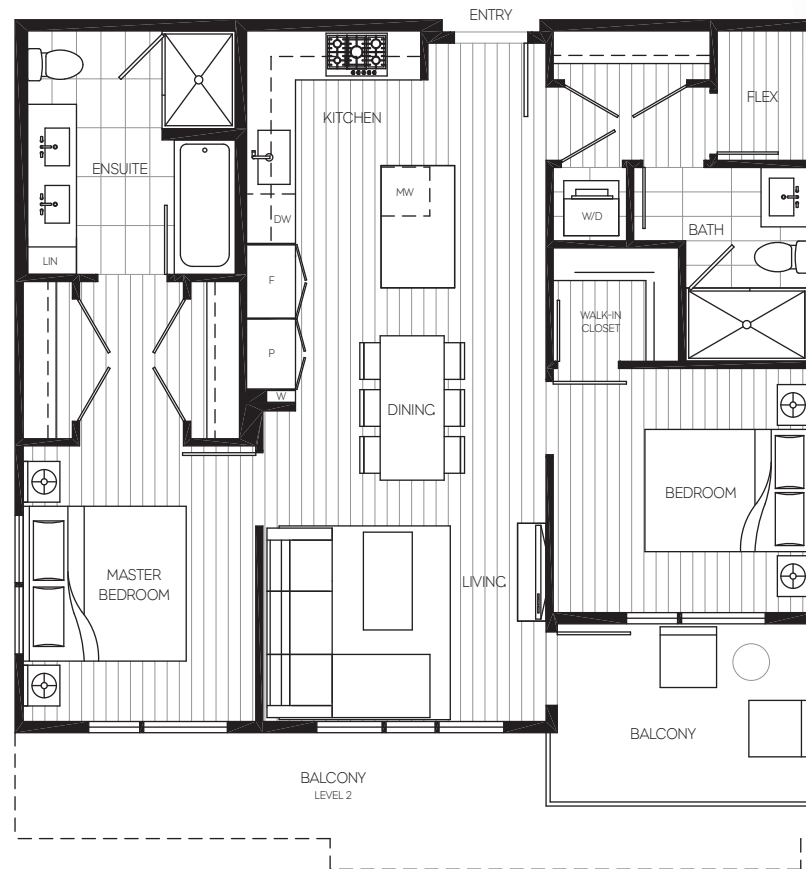 ENTRY
FLEX
KITCHEN
ENSUITE
MW
W/D
DW
BATH
LIN
F
WALK-IN
CLOSET
P
W
DINING
BEDROOM
MASTER
BEDROOM
LIVING
BALCONY
BALCONY
LEVEL 2